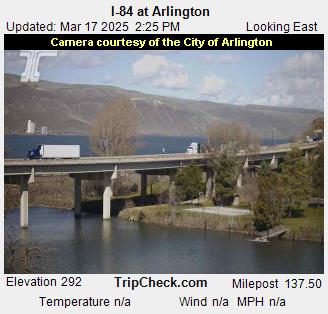 I-84 at Arlington
Updated: Mar 17 2025 2:25 PM Looking East
Camera courtesy of the City of Arlington
Elevation 292 TripCheck.com Milepost 137.50
Temperature n/a Wind n/a MPH n/a